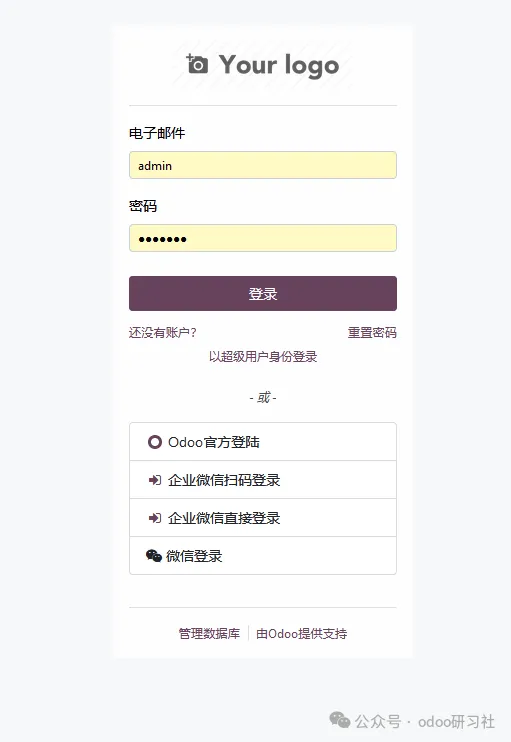 Your logo
电子邮件
admin
密码
•••••••
登录
还没有账户？ 重置密码
以超级用户身份登录
- 或 -
Odoo官方登陆
企业微信扫码登录
企业微信直接登录
微信登录
管理数据库 | 由Odoo提供支持
公众号 · odoo研习社